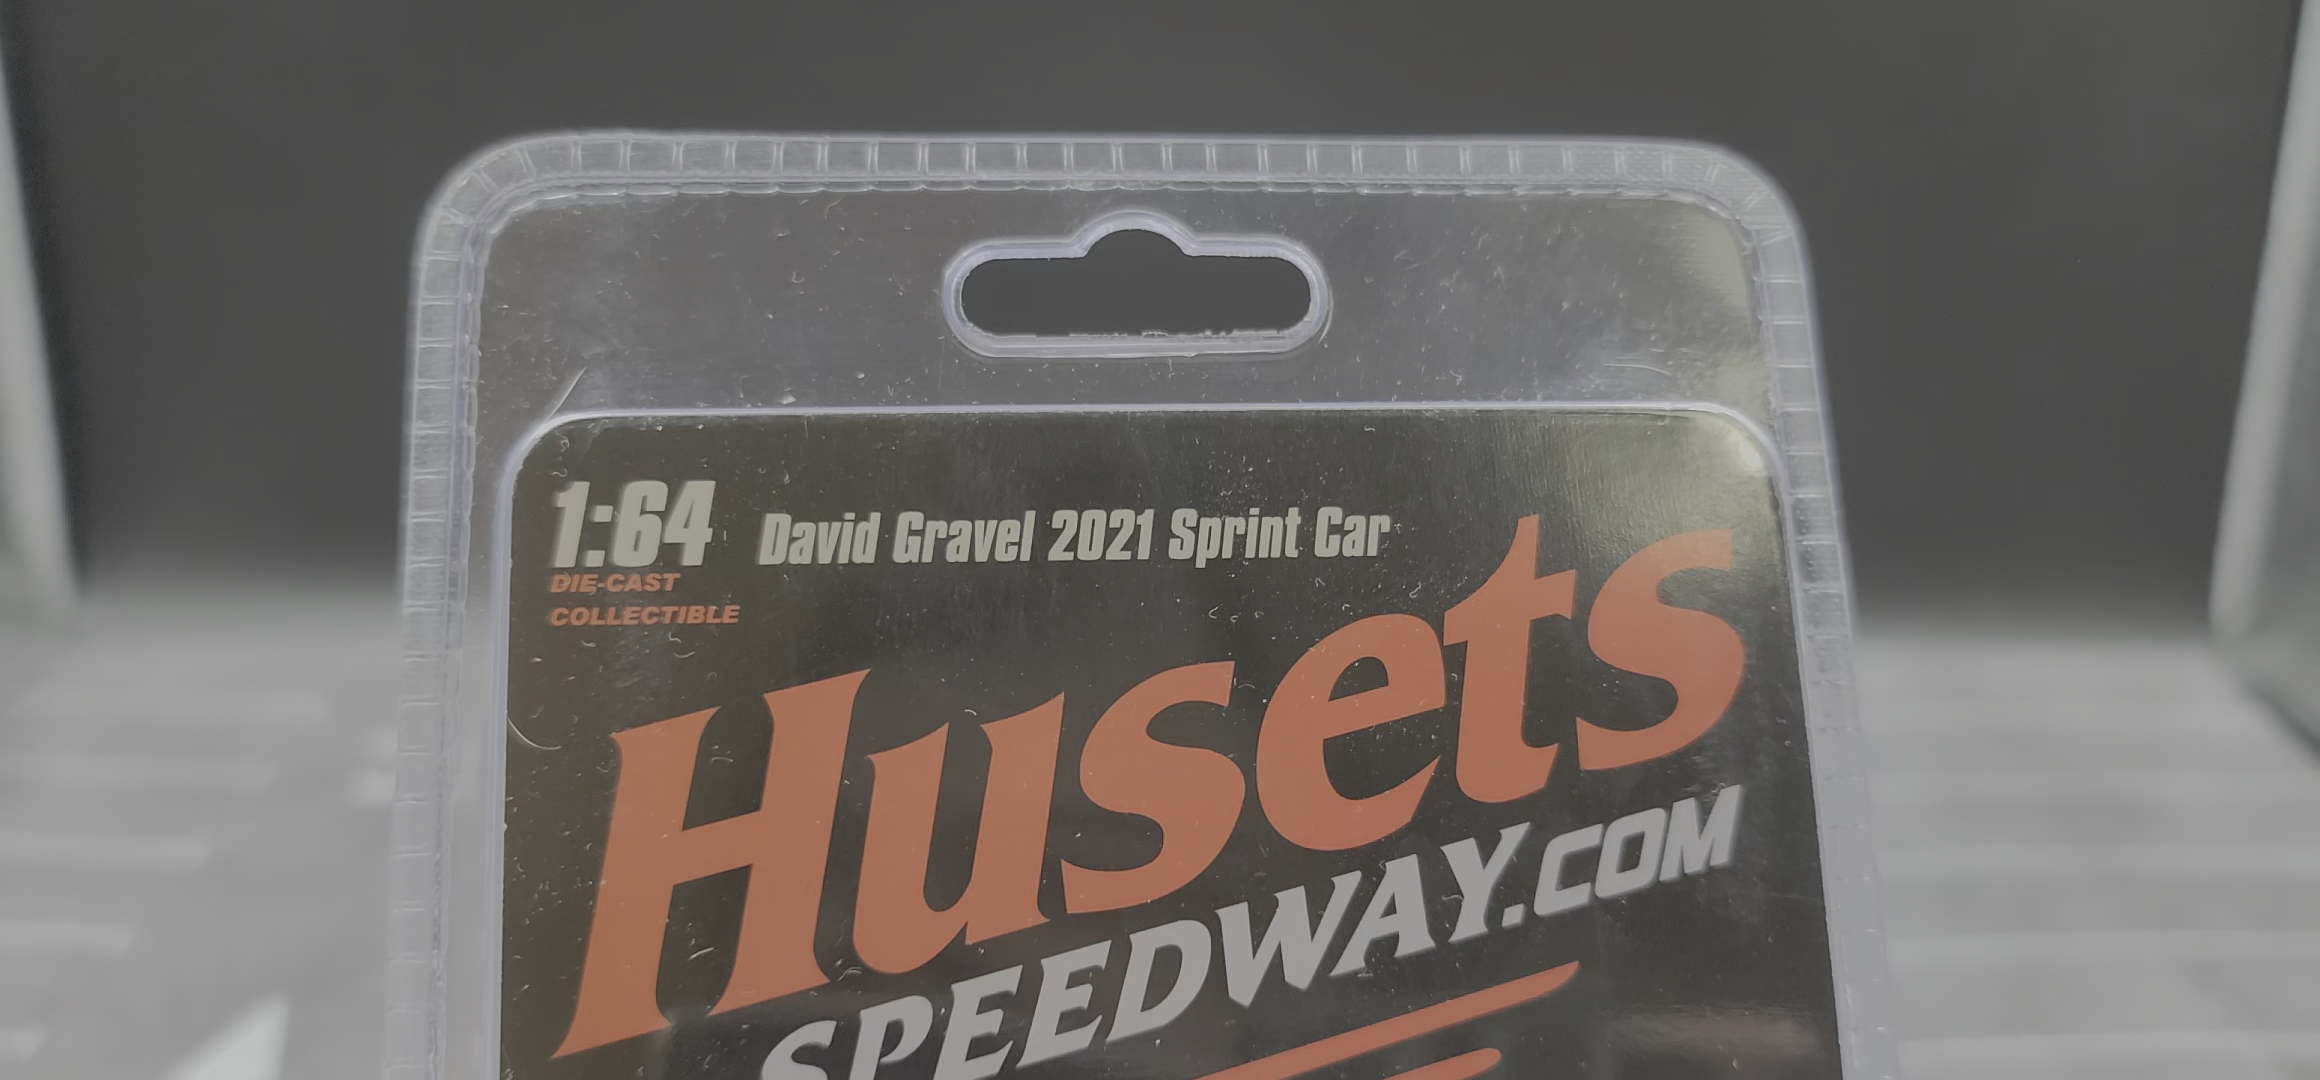 1:64 David Gravel 2021 Sprint Car
DIE-CAST
COLLECTIBLE
Husets
SPEEDWAY.COM